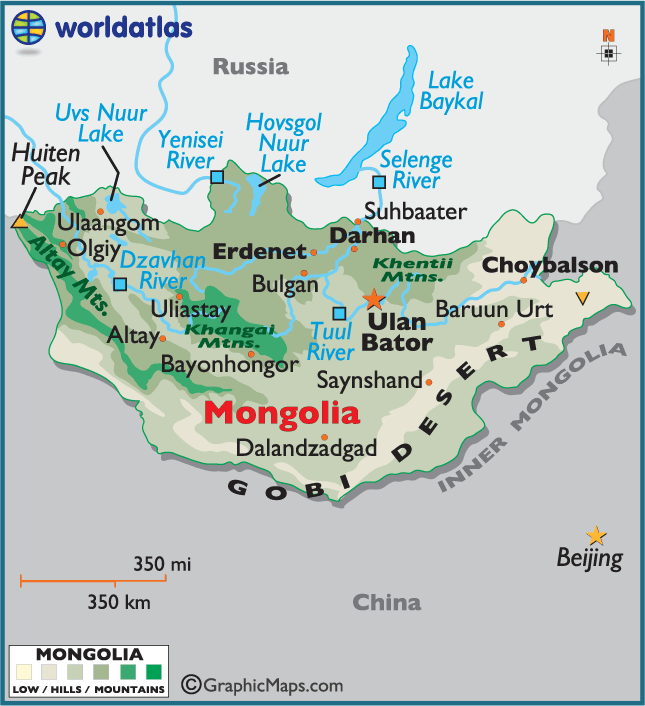 worldatlas
N
Russia
Lake
Baykal
Uvs Nuur
Lake
Yenisei
River
Hovsgol
Nuur
Lake
Huiten
Peak
Selenge
River
Suhbaater
Ulaangom
Olgiy
Dzavhan
River
Erdenet
Darhan
Khentii
Mtns.
Choybalson
Altay Mts.
Bulgan
Uliastay
Khangai
Mtns.
Tuul
River
Ulan
Bator
Baruun Urt
Altay
Bayonhongor
Saynshand
Mongolia
Dalandzadgad
GOBI DESERT
INNER MONGOLIA
Beijing
350 mi
350 km
China
MONGOLIA
LOW / HILLS / MOUNTAINS
©GraphicMaps.com